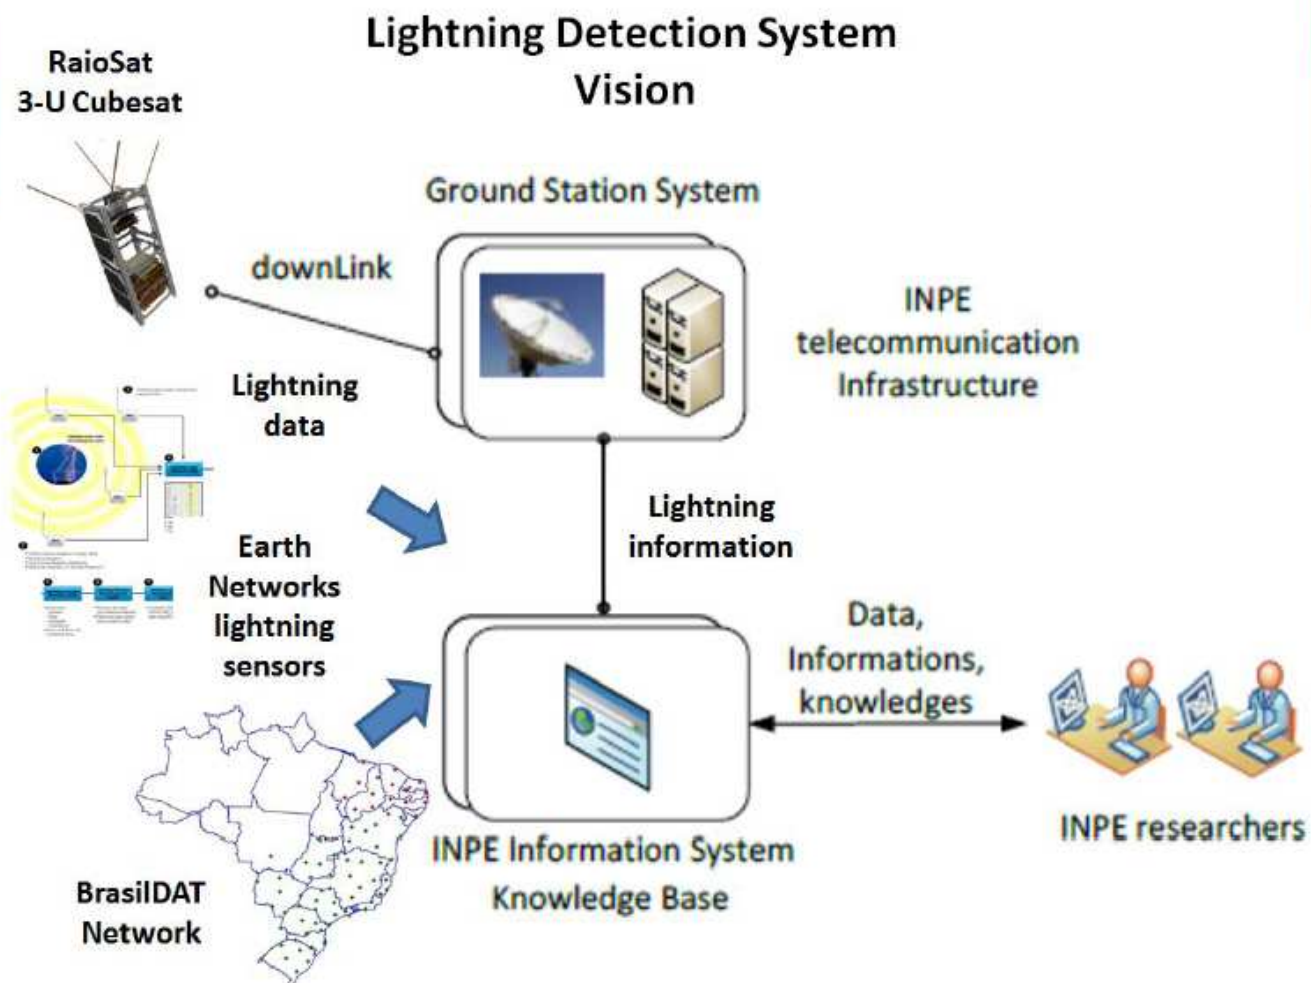 Lightning Detection System
Vision
RaioSat
3-U Cubesat
Ground Station System
downLink
INPE
telecommunication
Infrastructure
Lightning
data
Lightning
information
Earth
Networks
lightning
sensors
Data,
Informations,
knowledges
INPE researchers
INPE Information System
Knowledge Base
BrasilDAT
Network